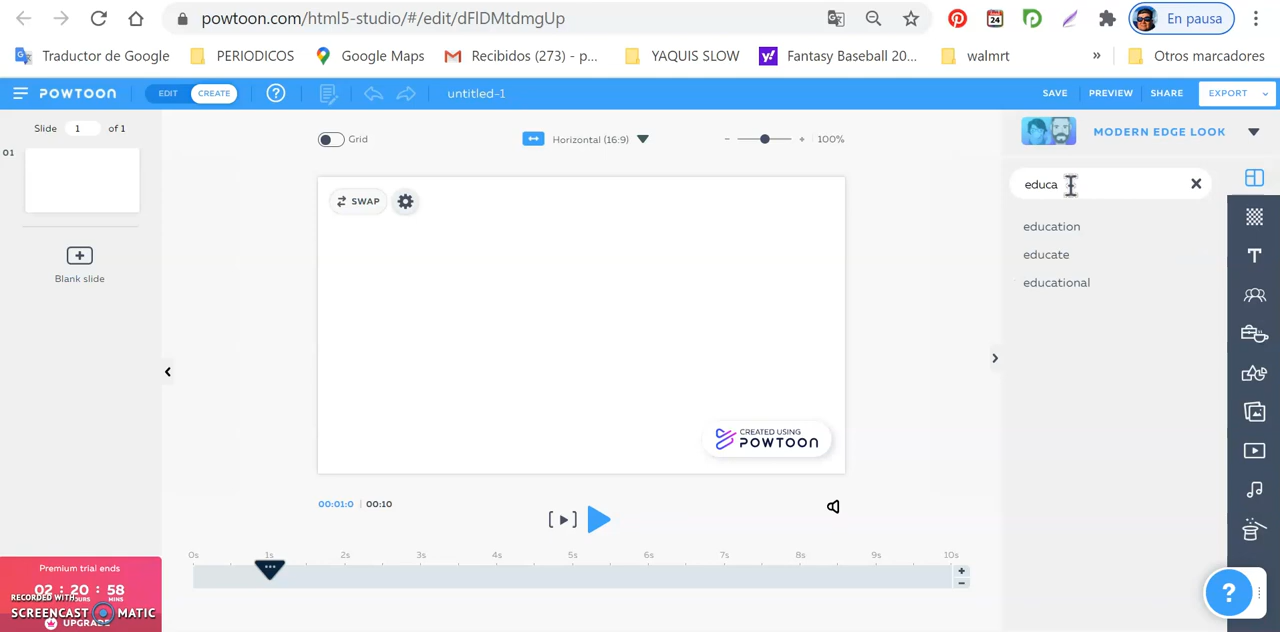 powtoon.com/html5-studio/#/edit/dFlDMtdmgUp
24
En pausa
Traductor de Google
PERIODICOS
Google Maps
Recibidos (273) - p...
YAQUIS SLOW
Fantasy Baseball 20...
walmrt
»
Otros marcadores
POWTOON
EDIT
CREATE
?
untitled-1
SAVE
PREVIEW
SHARE
EXPORT
Slide 1 of 1
Grid
Horizontal (16:9)
- + 100%
MODERN EDGE LOOK
01
educa
SWAP
education
educate
educational
Blank slide
CREATED USING
POWTOON
00:01:0 | 00:10
0s 1s 2s 3s 4s 5s 6s 7s 8s 9s 10s
Premium trial ends
02 : 20 : 58
MINS
RECORDED WITH
SCREENCAST MATIC
UPGRADE
?